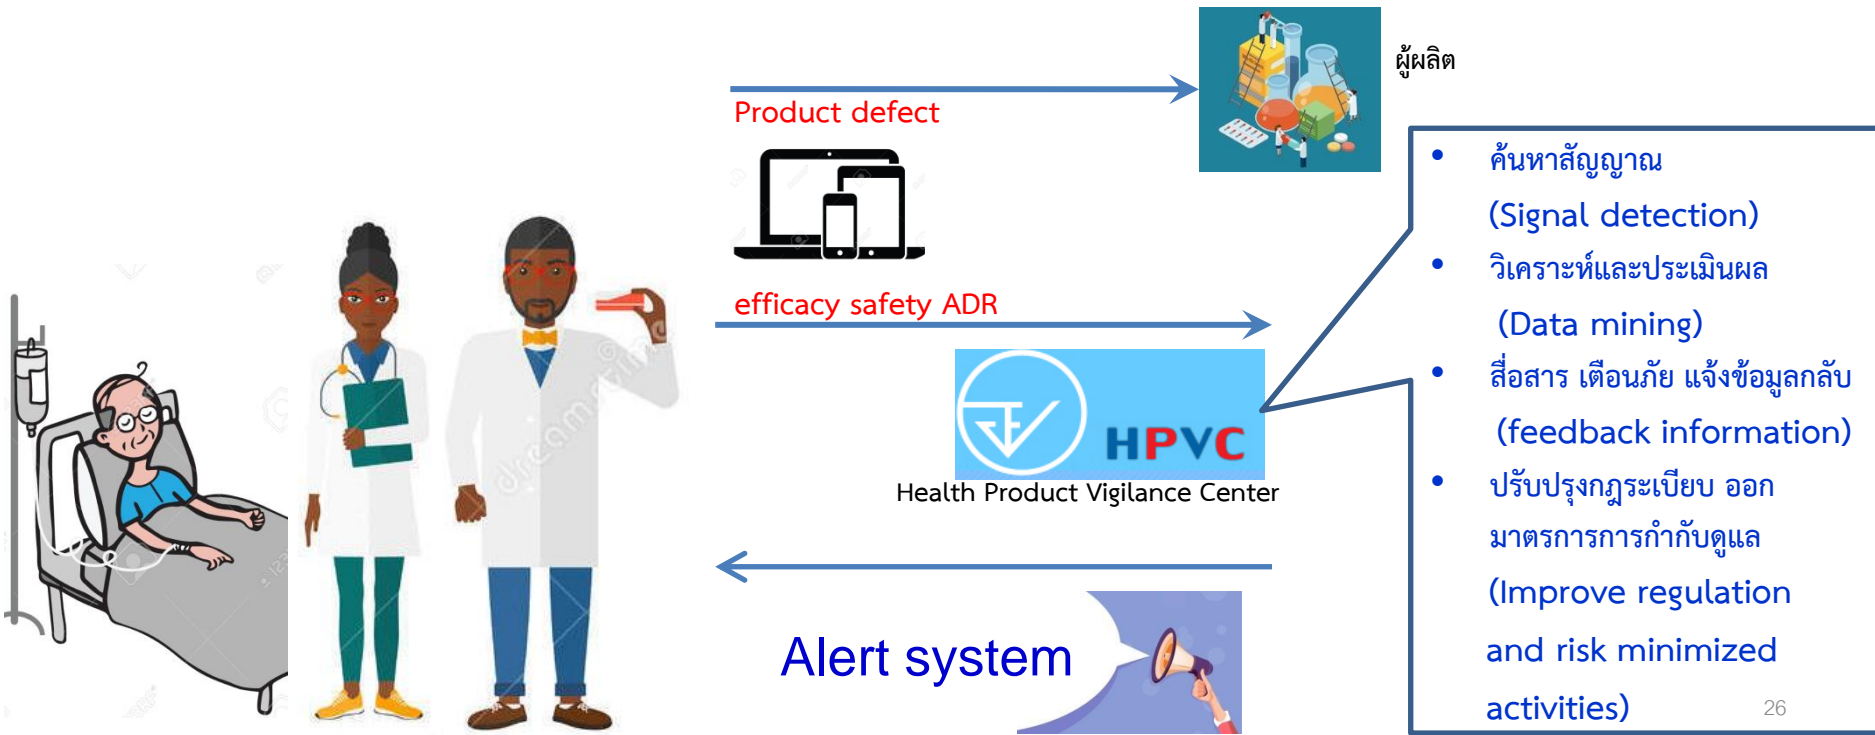 ผู้ผลิต
Product defect
efficacy safety ADR
HPVC
Health Product Vigilance Center
Alert system
• ค้นหาสัญญาณ
(Signal detection)
• วิเคราะห์และประเมินผล
(Data mining)
• สื่อสาร เตือนภัย แจ้งข้อมูลกลับ
(feedback information)
• ปรับปรุงกฎระเบียบ ออก
มาตรการการกำกับดูแล
(Improve regulation
and risk minimized
activities)
26
dreamstime